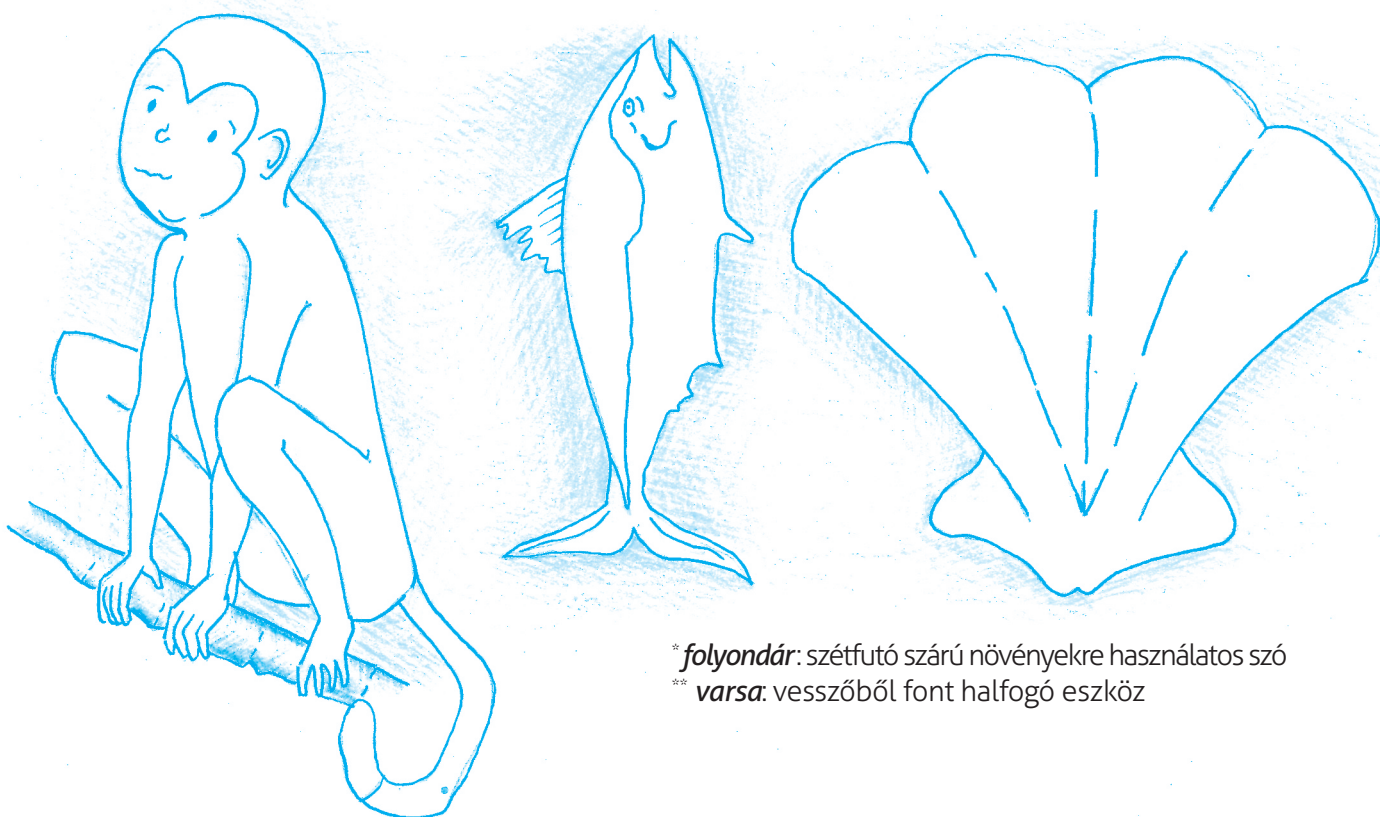 * folyondár: szétfutó szárú növényekre használatos szó
** varsa: vesszőből font halfogó eszköz